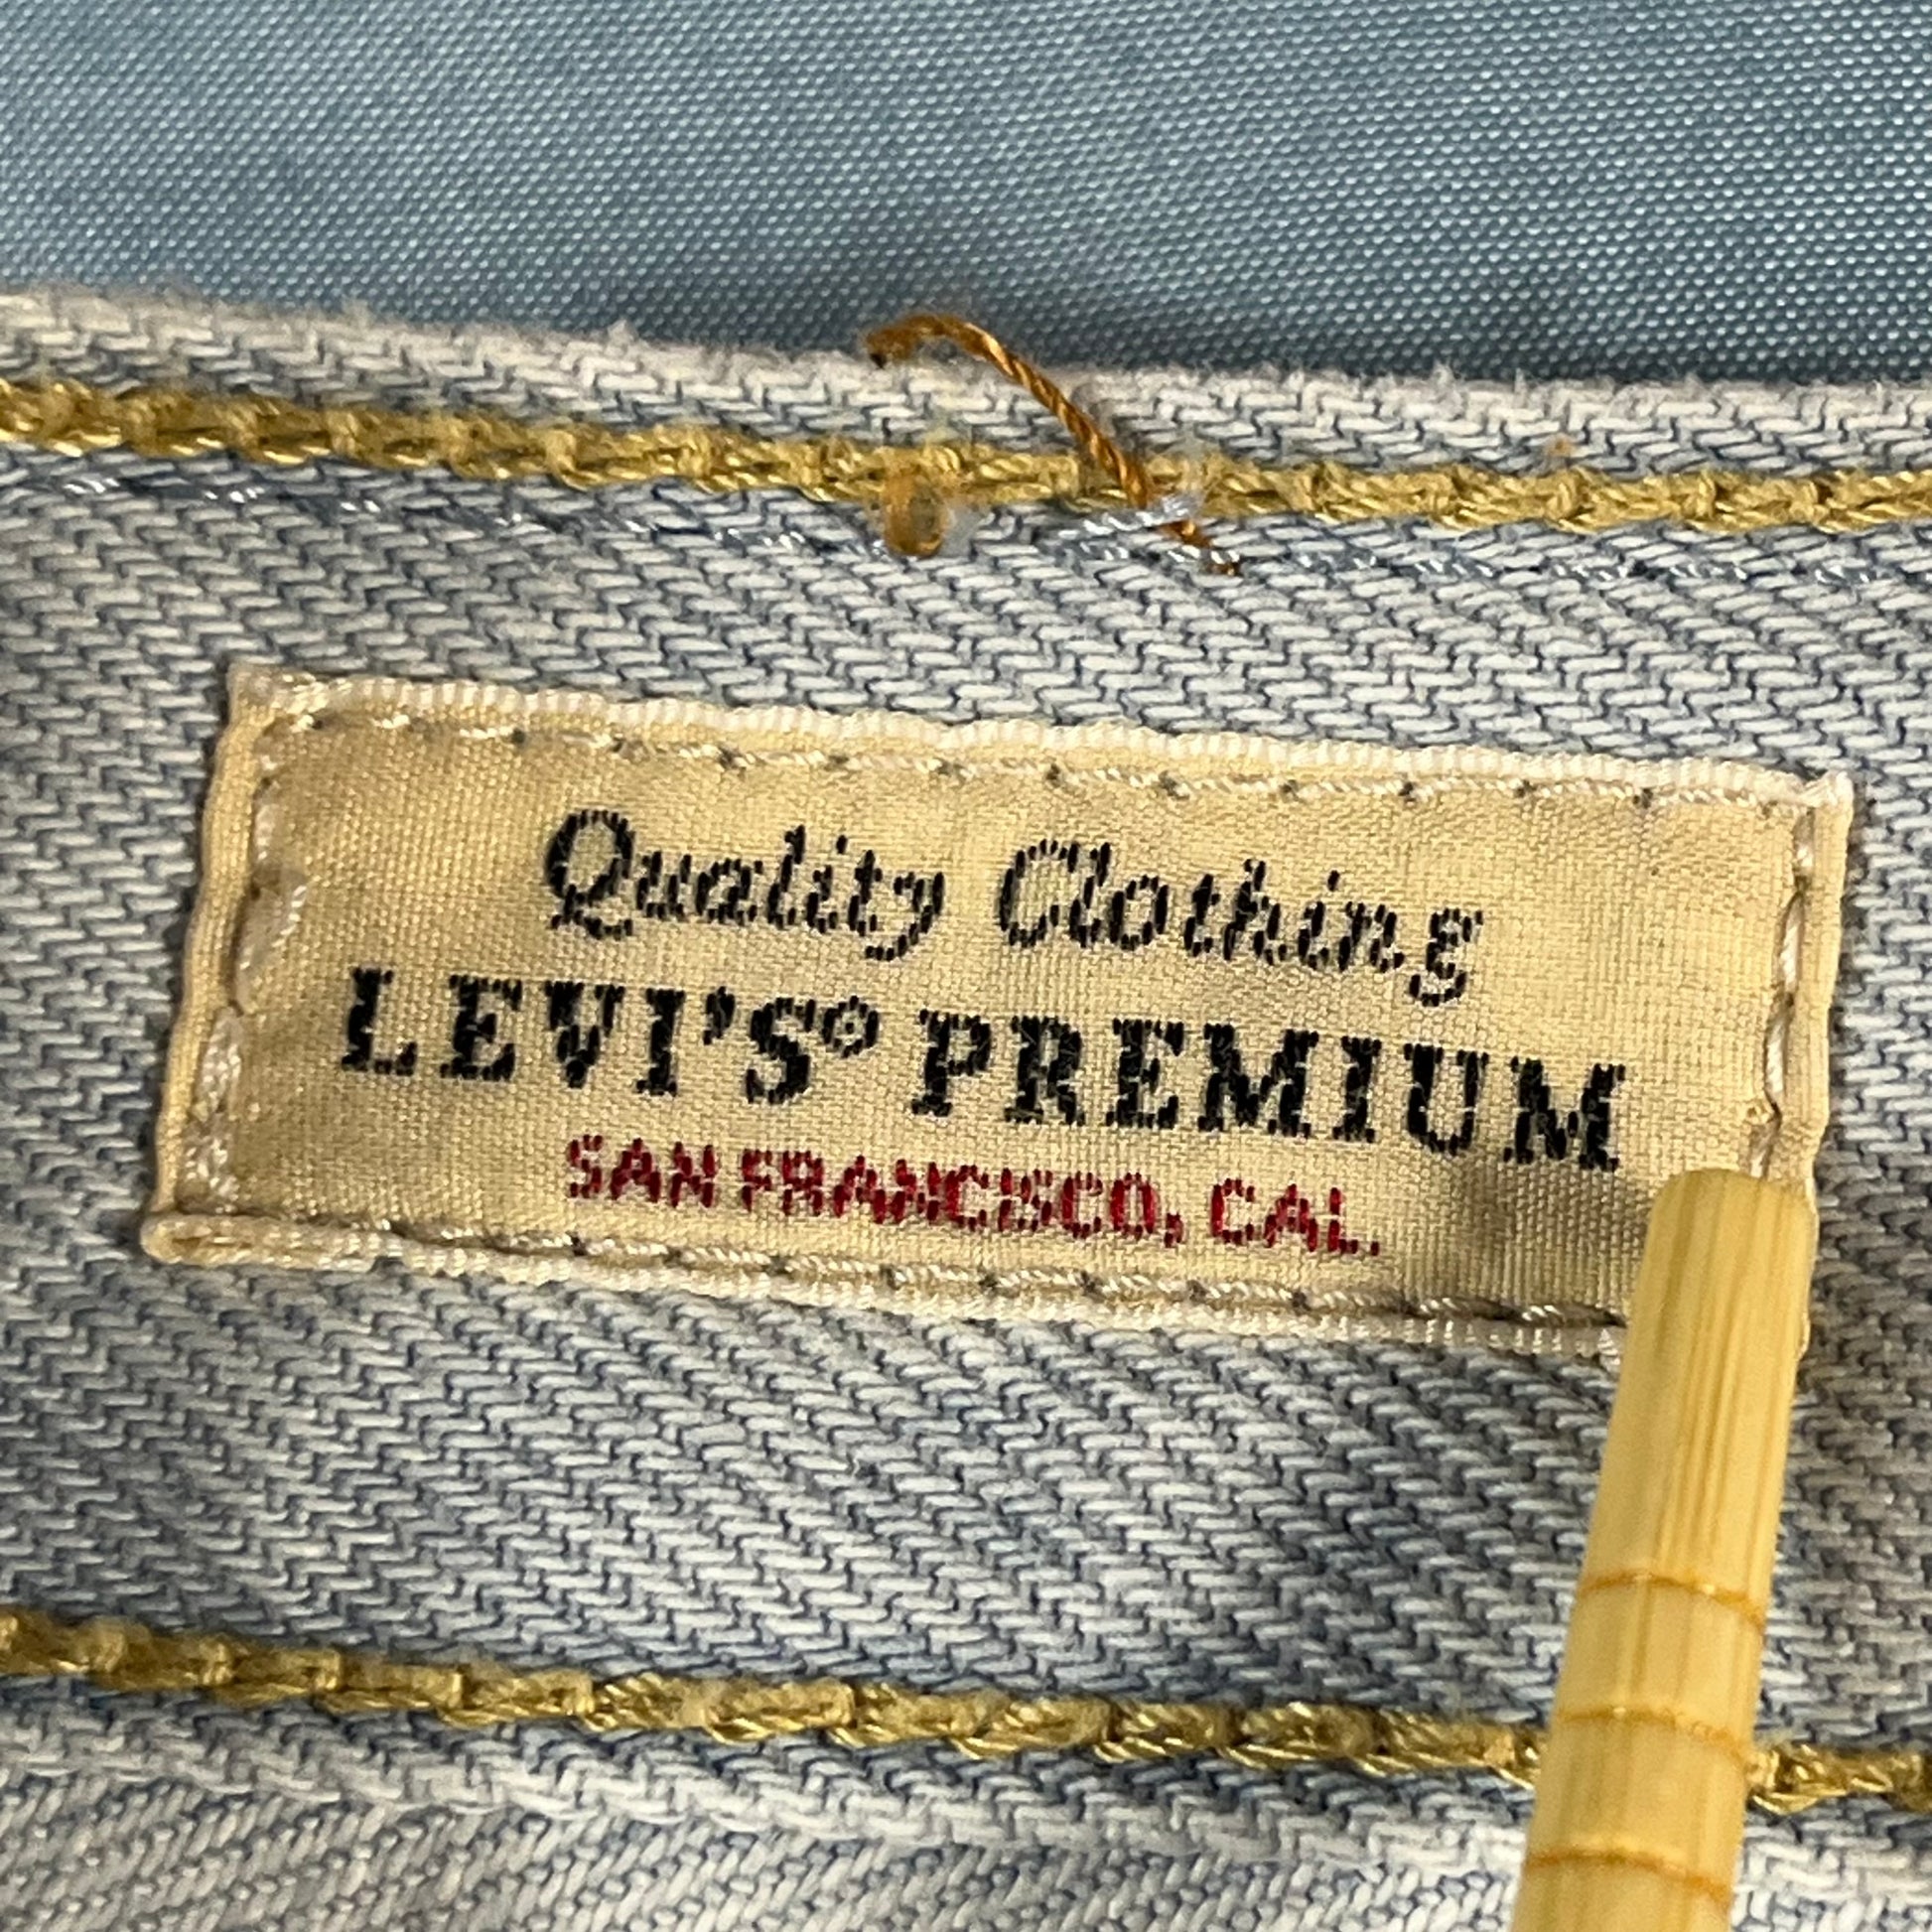 Quality Clothing
LEVI'S® PREMIUM
SAN FRANCISCO, CAL.